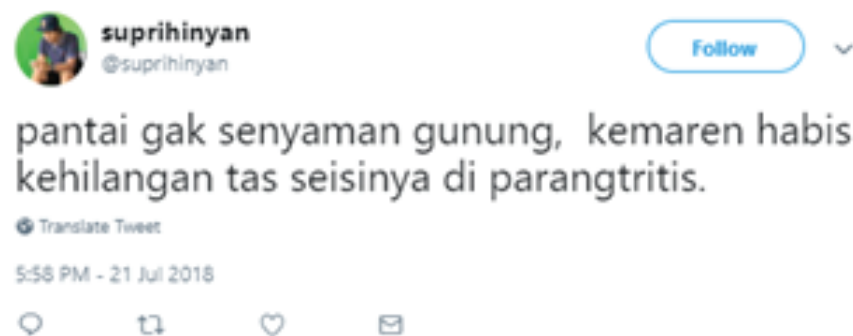 suprihinyan
@suprihinyan
Follow
pantai gak senyaman gunung, kemaren habis
kehilangan tas seisinya di parangtritis.
Translate Tweet
5:58 PM - 21 Jul 2018